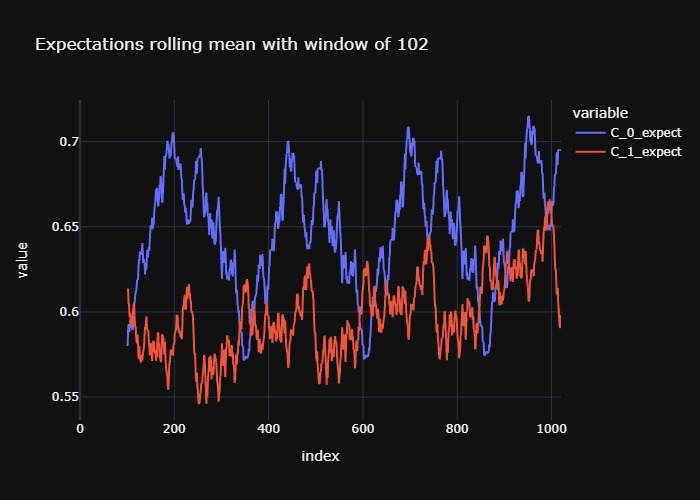 Expectations rolling mean with window of 102
variable
C_0_expect
C_1_expect
value
0.7
0.65
0.6
0.55
0
200
400
600
800
1000
index